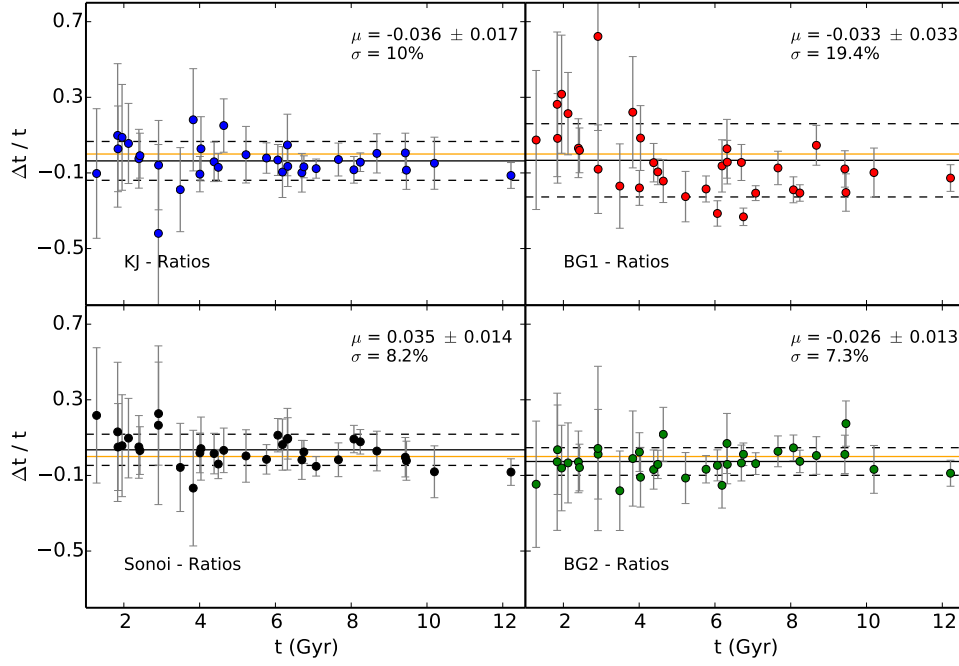 0.7
μ = -0.036 ± 0.017
σ = 10%
μ = -0.033 ± 0.033
σ = 19.4%
0.3
Δt / t
−0.1
−0.5
KJ - Ratios
BG1 - Ratios
0.7
μ = 0.035 ± 0.014
σ = 8.2%
μ = -0.026 ± 0.013
σ = 7.3%
0.3
Δt / t
−0.1
−0.5
Sonoi - Ratios
BG2 - Ratios
2 4 6 8 10 12 2 4 6 8 10 12
t (Gyr) t (Gyr)